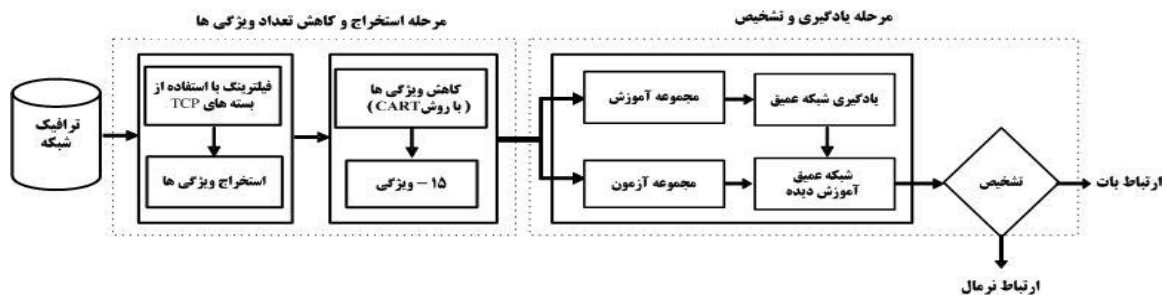 مرحله استخراج و کاهش تعداد ویژگی ها
مرحله یادگیری و تشخیص
ترافیک
شبکه
فیلترینگ با استفاده از
بسته های TCP
استخراج ویژگی ها
کاهش ویژگی ها
(با روش CART)
۱۵ – ویژگی
مجموعه آموزش
یادگیری شبکه عمیق
مجموعه آزمون
شبکه عمیق
آموزش دیده
تشخیص
ارتباط بات
ارتباط نرمال